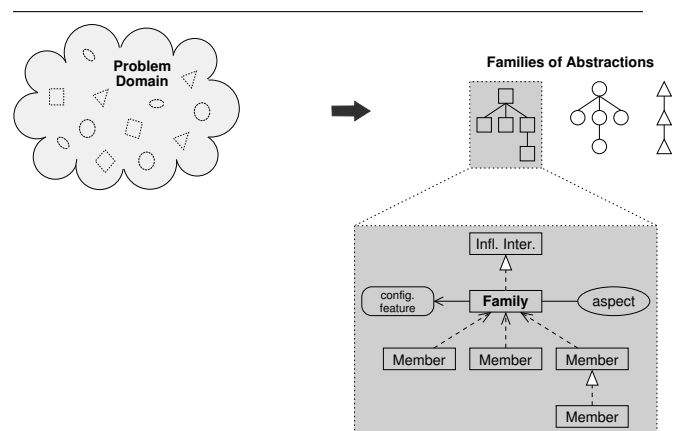 Problem
Domain
Families of Abstractions
Infl. Inter.
config.
feature
Family
aspect
Member
Member
Member
Member